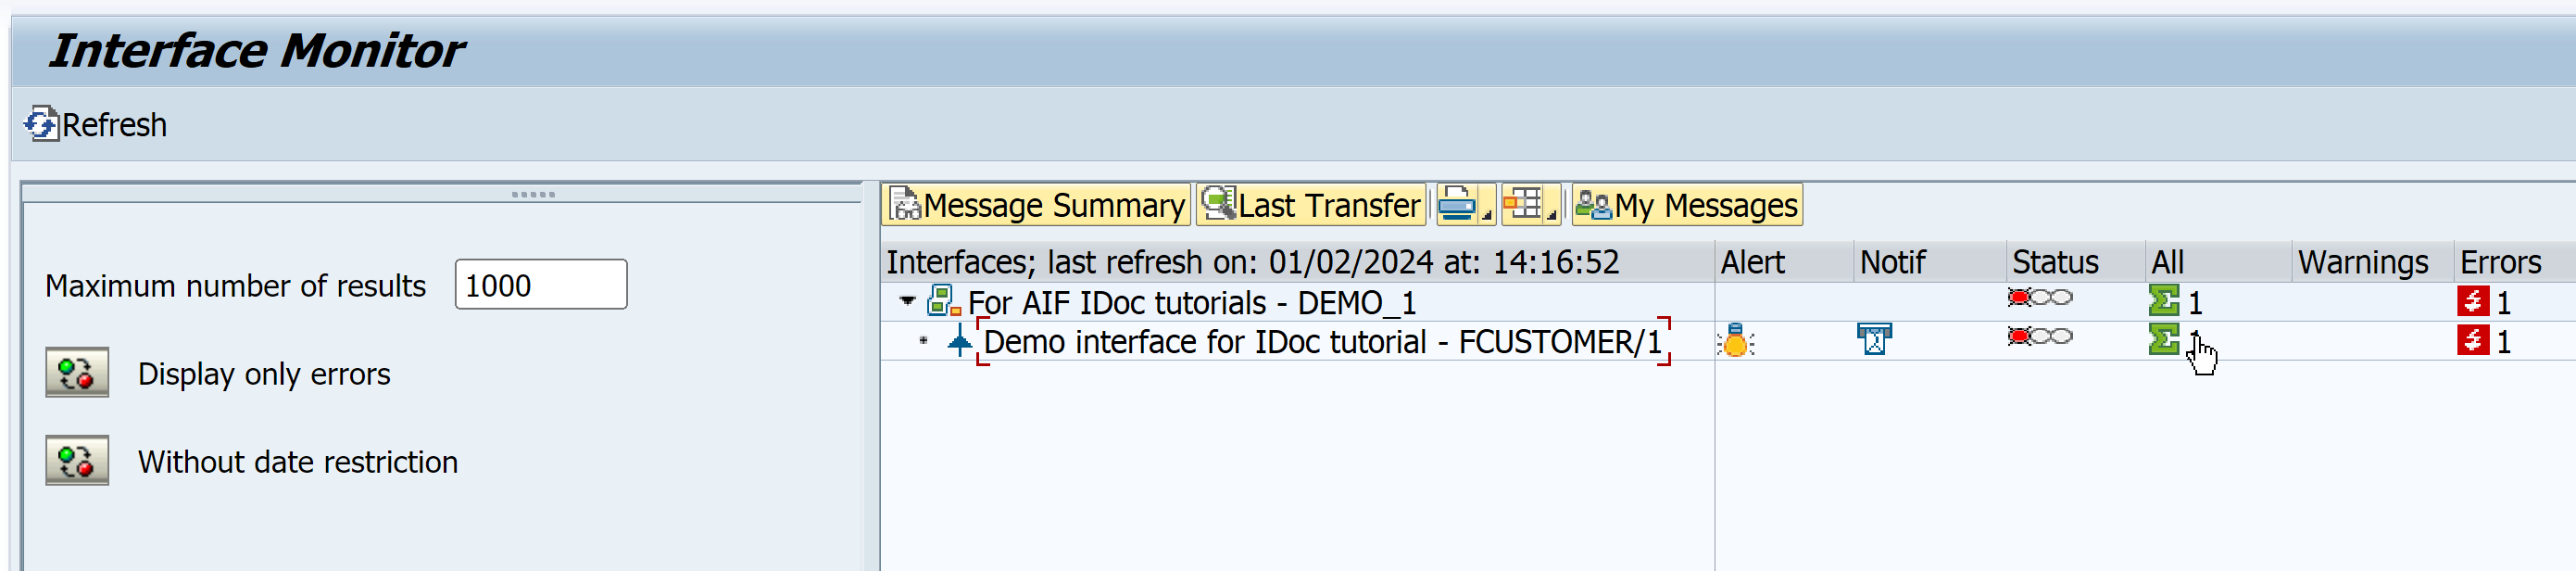 Interface Monitor
Refresh
Message Summary Last Transfer My Messages
Maximum number of results 1000
Display only errors
Without date restriction
Interfaces; last refresh on: 01/02/2024 at: 14:16:52 Alert Notif Status All Warnings Errors
For AIF IDoc tutorials - DEMO_1 1 1
Demo interface for IDoc tutorial - FCUSTOMER/1 1 1